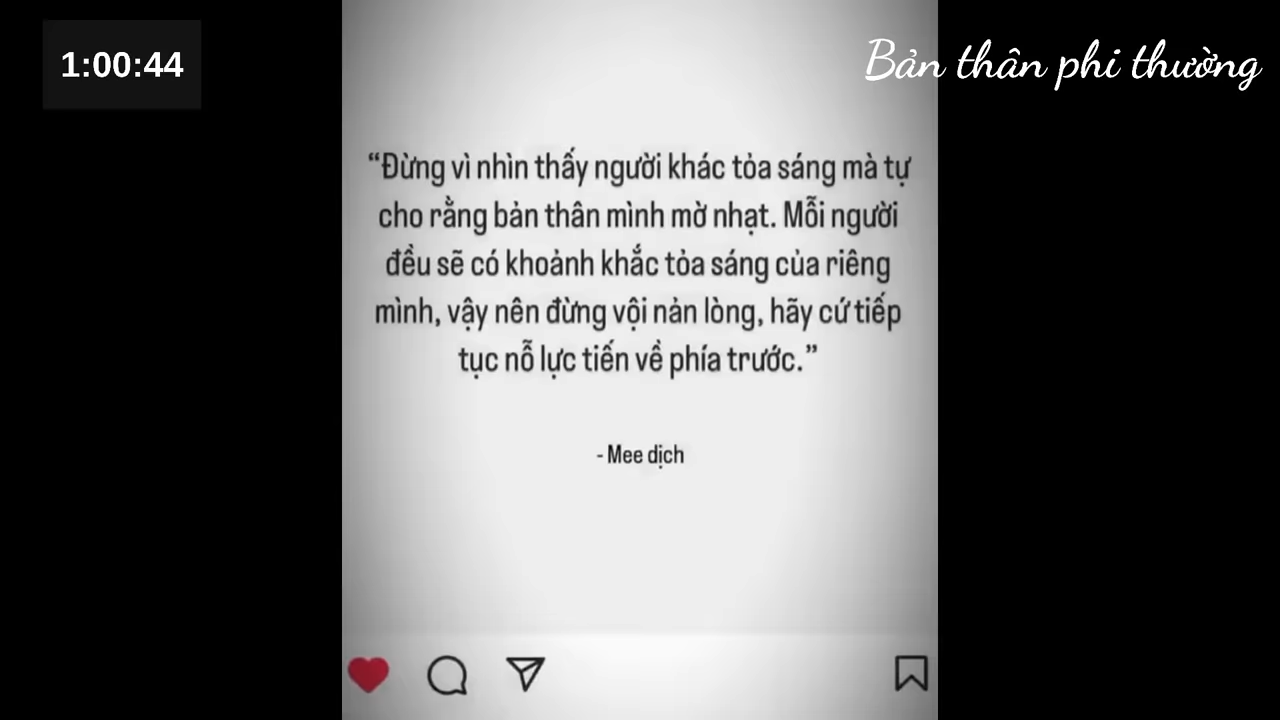 1:00:44
Bản thân phi thường
“Đừng vì nhìn thấy người khác tỏa sáng mà tự
cho rằng bản thân mình mờ nhạt. Mỗi người
đều sẽ có khoảnh khắc tỏa sáng của riêng
mình, vậy nên đừng vội nản lòng, hãy cứ tiếp
tục nỗ lực tiến về phía trước.”
- Mee dịch